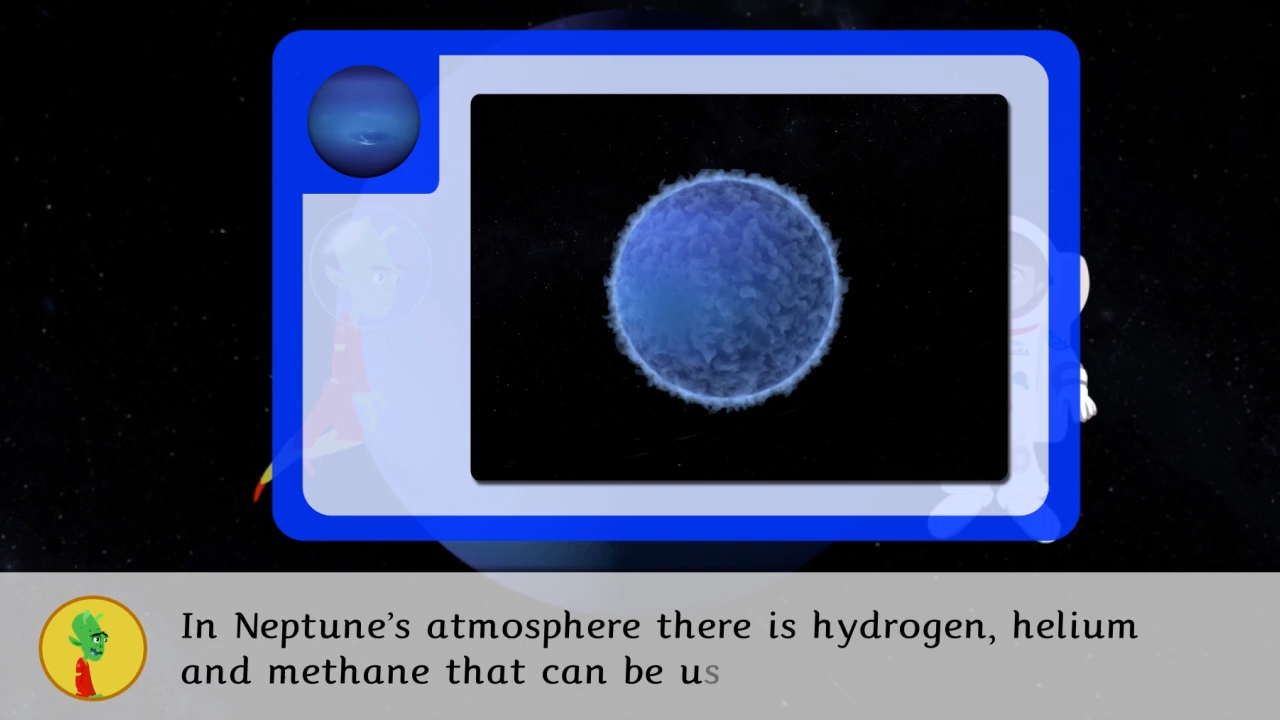 In Neptune’s atmosphere there is hydrogen, helium
and methane that can be us